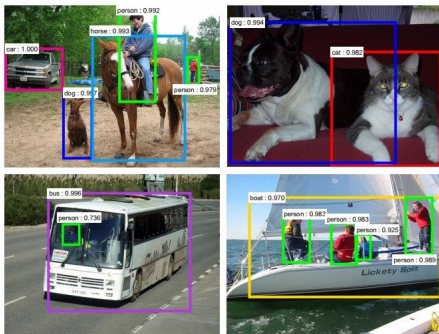 person : 0.992
horse : 0.993
car : 1.000
dog : 0.997
person : 0.979
dog : 0.994
cat : 0.982
bus : 0.996
person : 0.736
boat : 0.970
person : 0.982
person : 0.983
person : 0.925
person : 0.989
Lickety Split